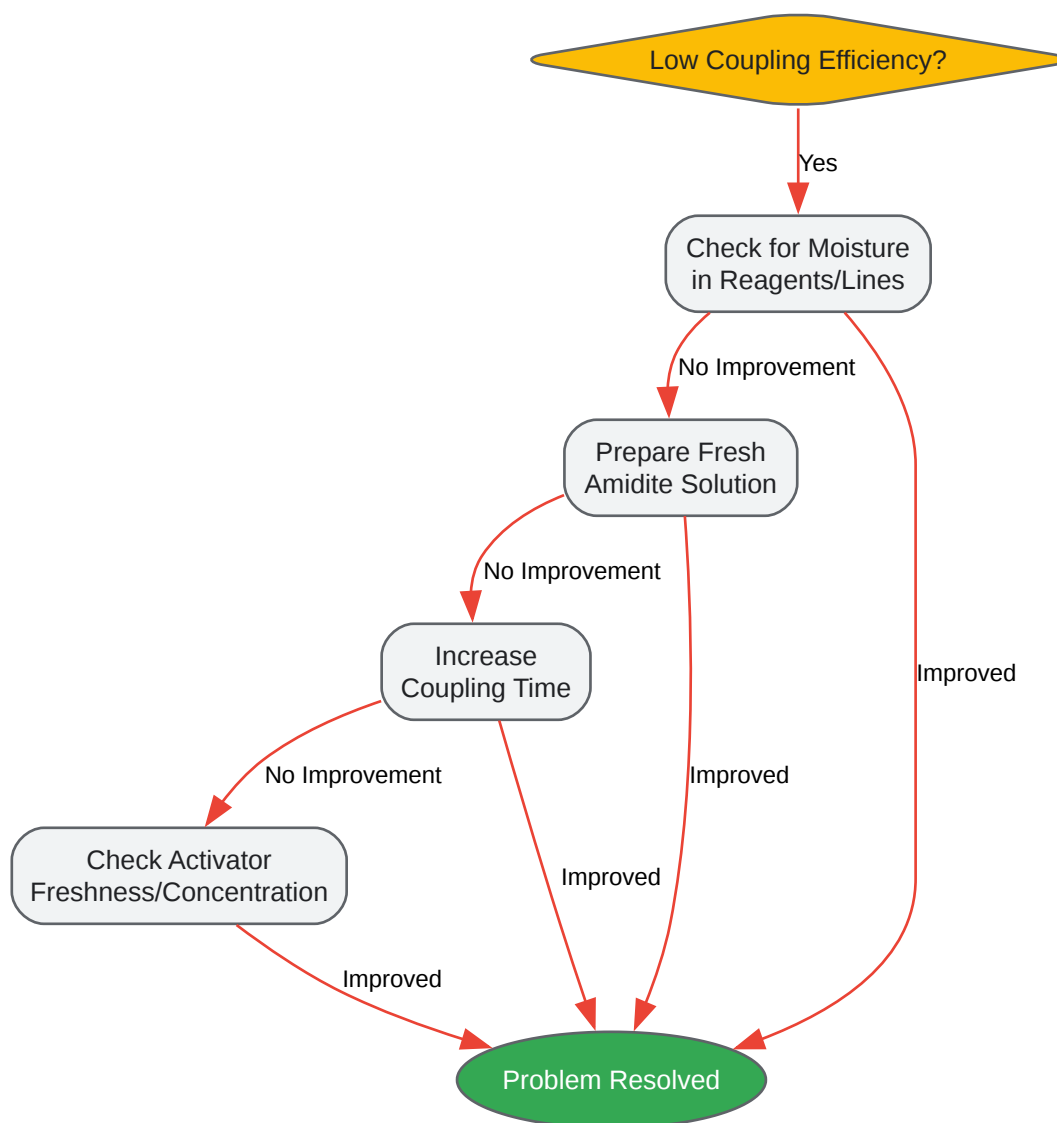 Low Coupling Efficiency?
Yes
Check for Moisture
in Reagents/Lines
No Improvement
Prepare Fresh
Amidite Solution
No Improvement
Increase
Coupling Time
Improved
No Improvement
Improved
Check Activator
Freshness/Concentration
Improved
Improved
Problem Resolved